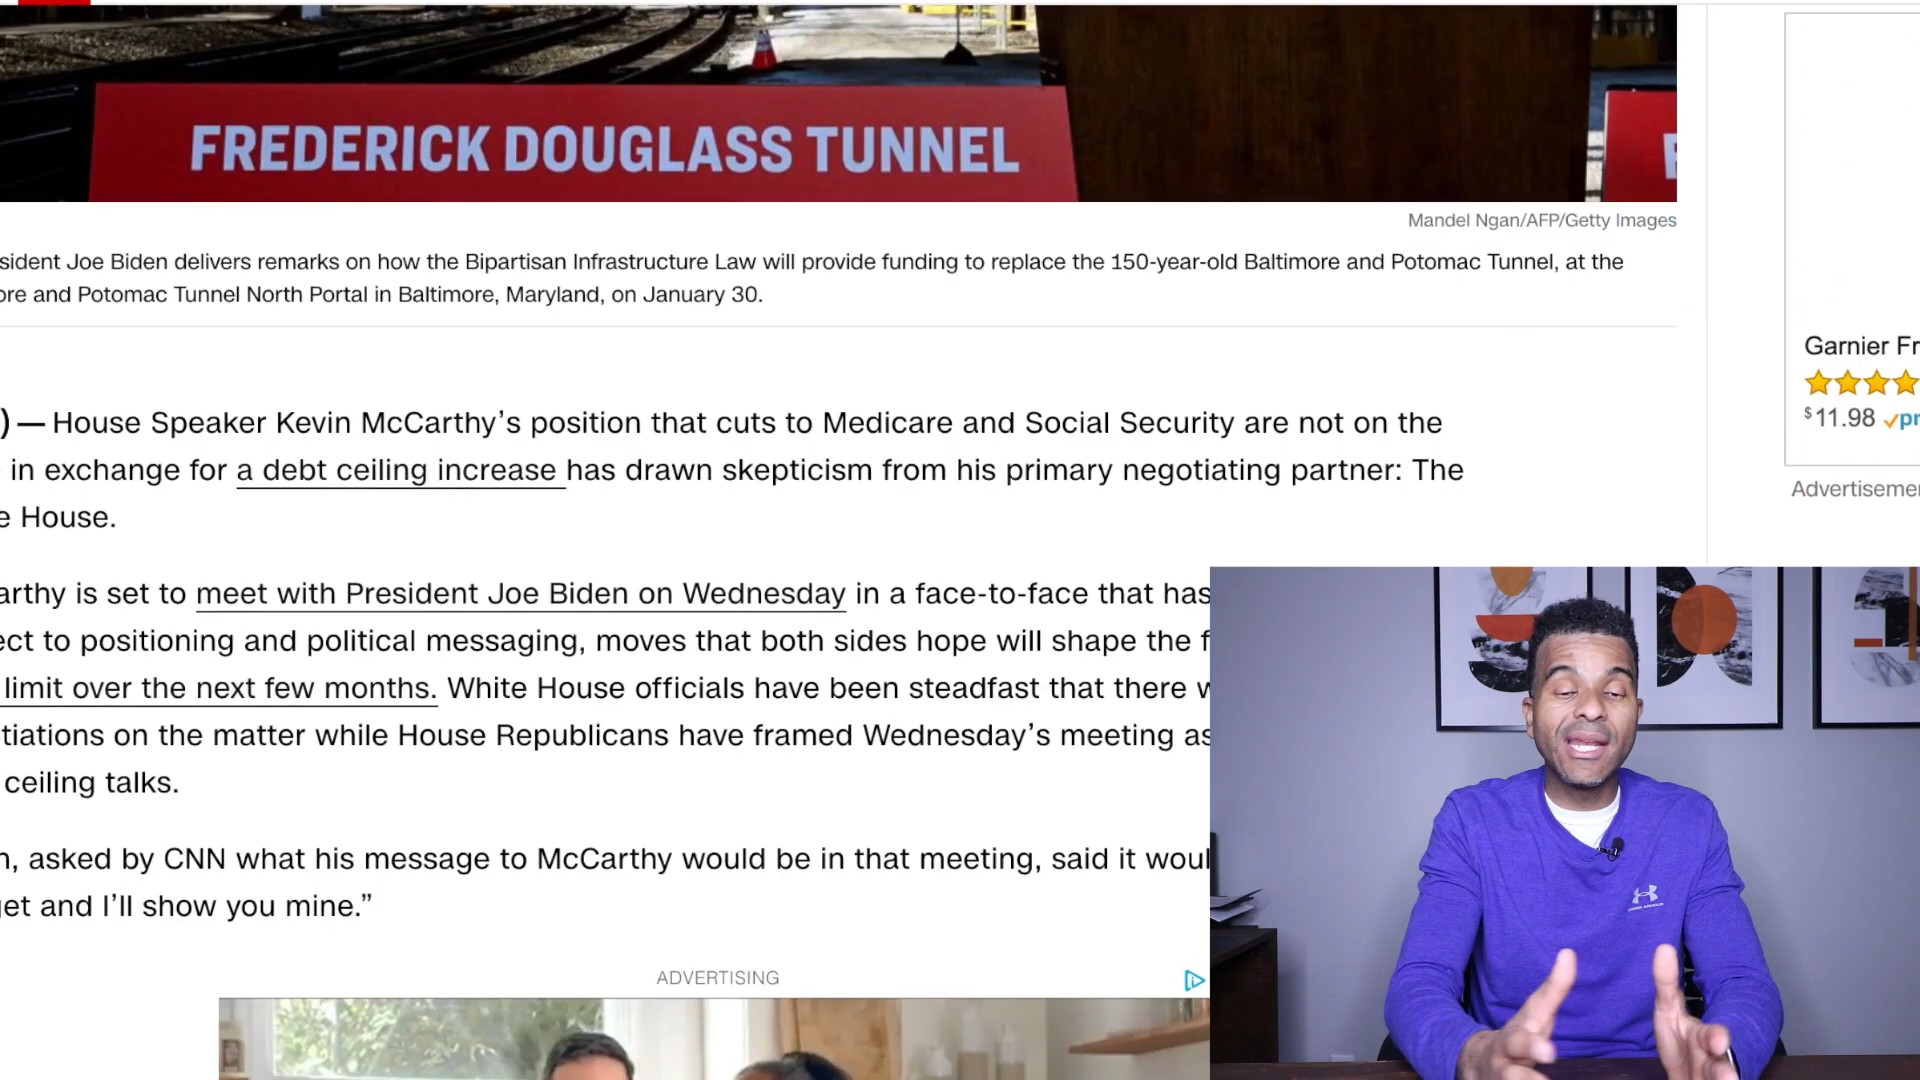 FREDERICK DOUGLASS TUNNEL
Mandel Ngan/AFP/Getty Images
sident Joe Biden delivers remarks on how the Bipartisan Infrastructure Law will provide funding to replace the 150-year-old Baltimore and Potomac Tunnel, at the
ore and Potomac Tunnel North Portal in Baltimore, Maryland, on January 30.
Garnier Fr
$11.98 pr
Advertisemen
) — House Speaker Kevin McCarthy’s position that cuts to Medicare and Social Security are not on the
in exchange for a debt ceiling increase has drawn skepticism from his primary negotiating partner: The
e House.
arthy is set to meet with President Joe Biden on Wednesday in a face-to-face that has
ect to positioning and political messaging, moves that both sides hope will shape the f
limit over the next few months. White House officials have been steadfast that there w
tiations on the matter while House Republicans have framed Wednesday’s meeting as
ceiling talks.
n, asked by CNN what his message to McCarthy would be in that meeting, said it woul
get and I’ll show you mine.”
ADVERTISING
UNDER ARMOUR